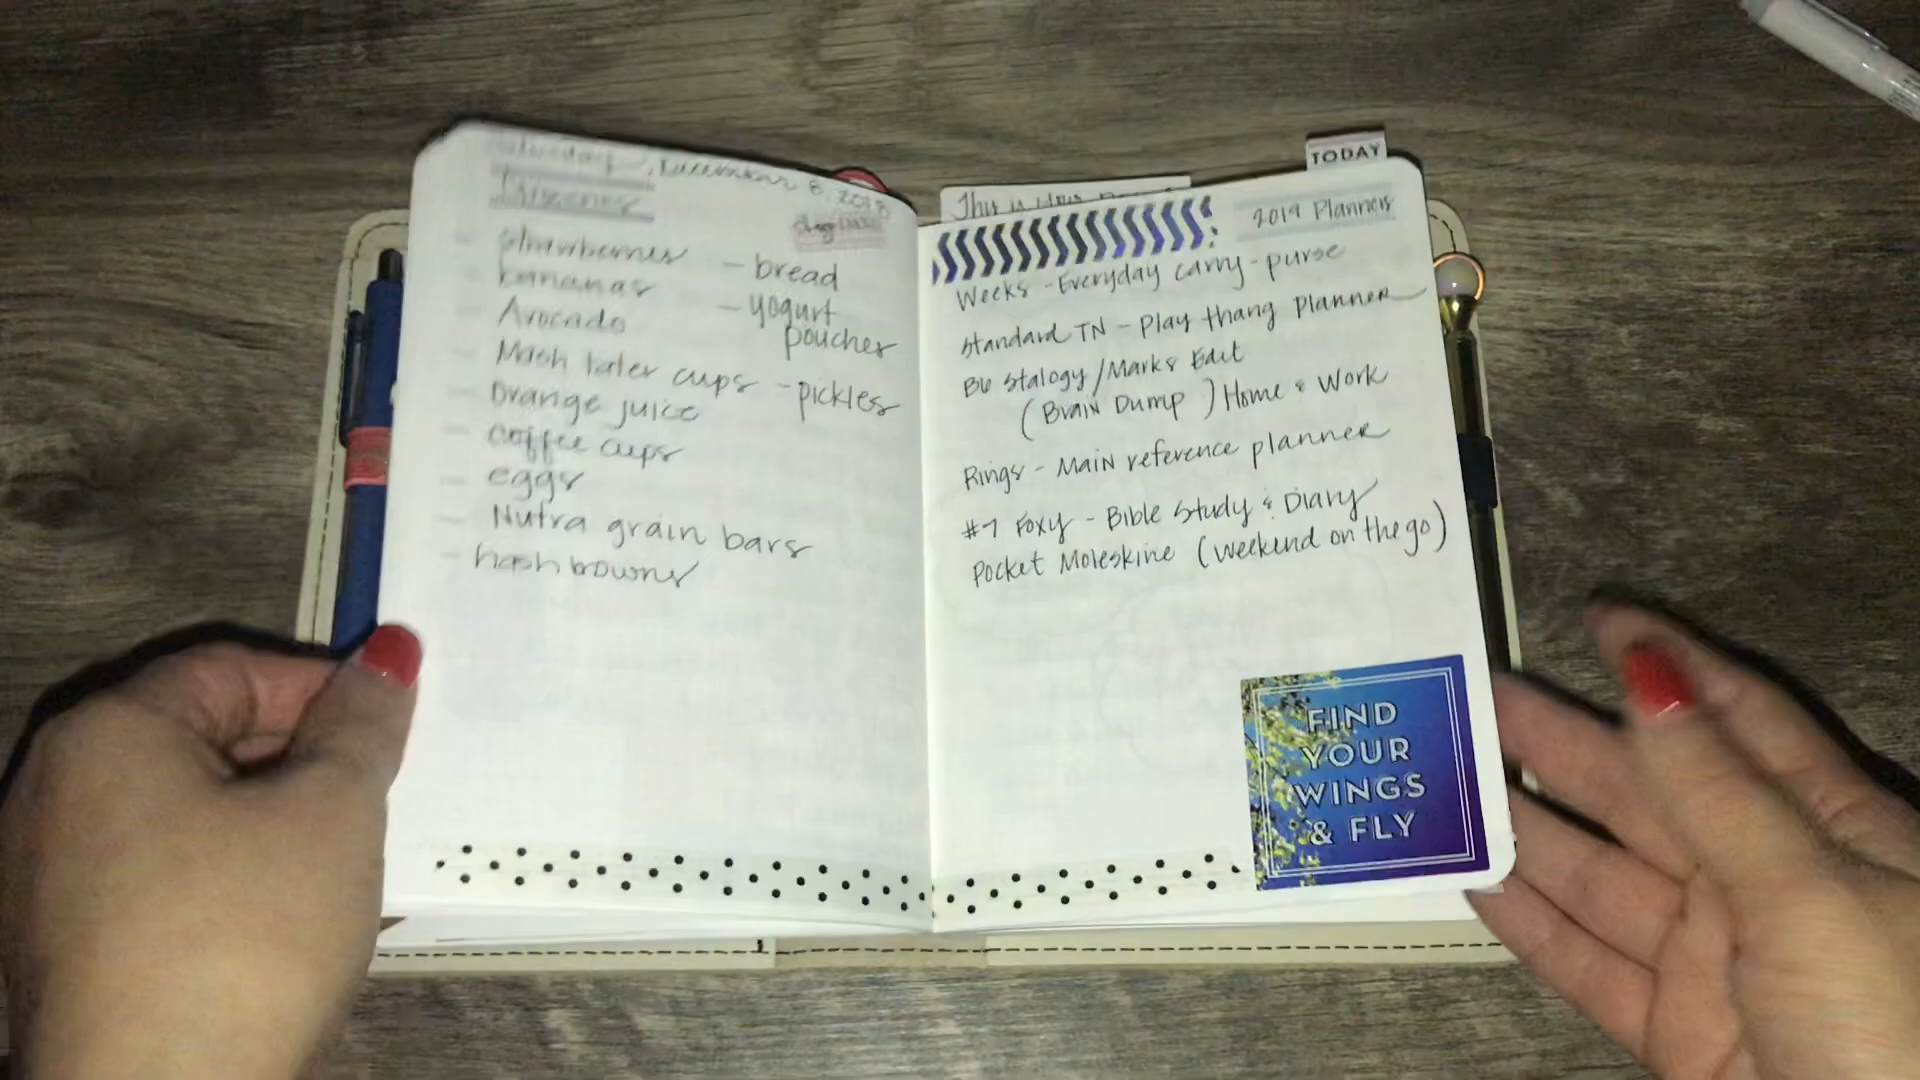 Saturday, December 8, 2018
strawberries
bananas
Avocado
Mash tater cups
Orange juice
coffee cups
eggs
Nutra grain bars
hashbrowns
- bread
- yogurt
pouches
- pickles
TODAY
This is
2019 Planners
Weeks - Everyday carry - purse
Standard TN - Play thang Planner
B6 Stalogy / Marks Edit
(Brain Dump) Home & Work
Rings - Main reference planner
#7 Foxy - Bible Study & Diary
Pocket Moleskine (weekend on the go)
FIND
YOUR
WINGS
& FLY